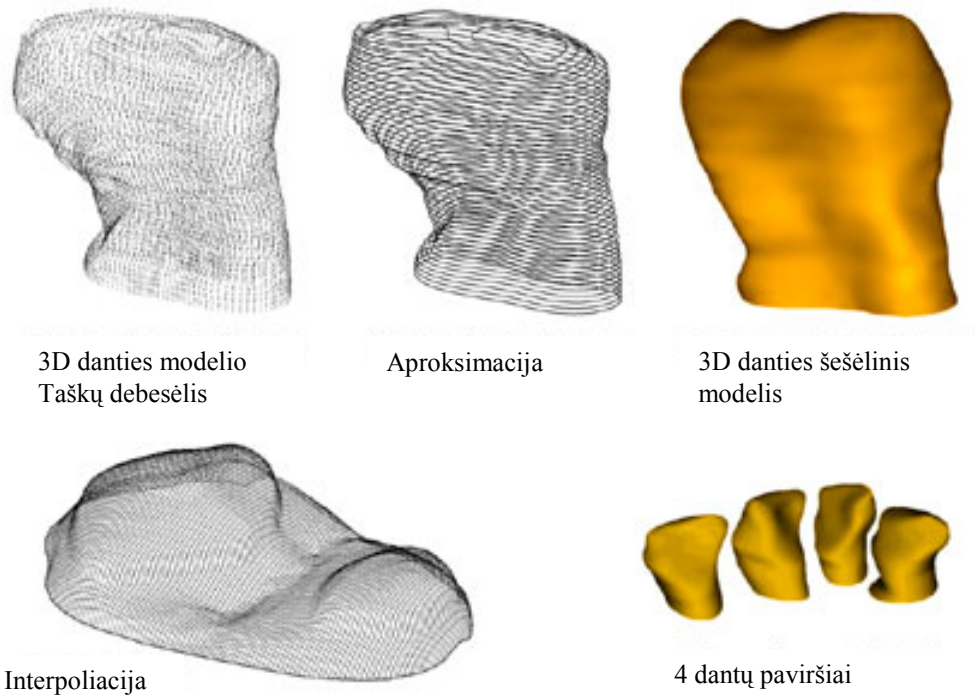 3D danties modelio
Taškų debesėlis
Aproksimacija
3D danties šešėlinis
modelis
Interpoliacija
4 dantų paviršiai